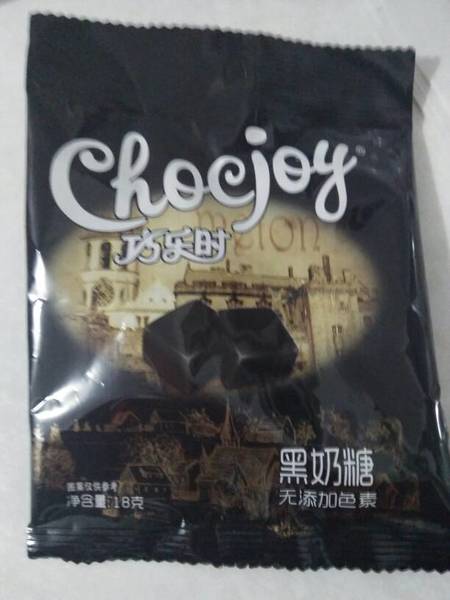 Chocjoy
melon
巧乐时
黑奶糖
无添加色素
图案仅供参考
净含量:18克